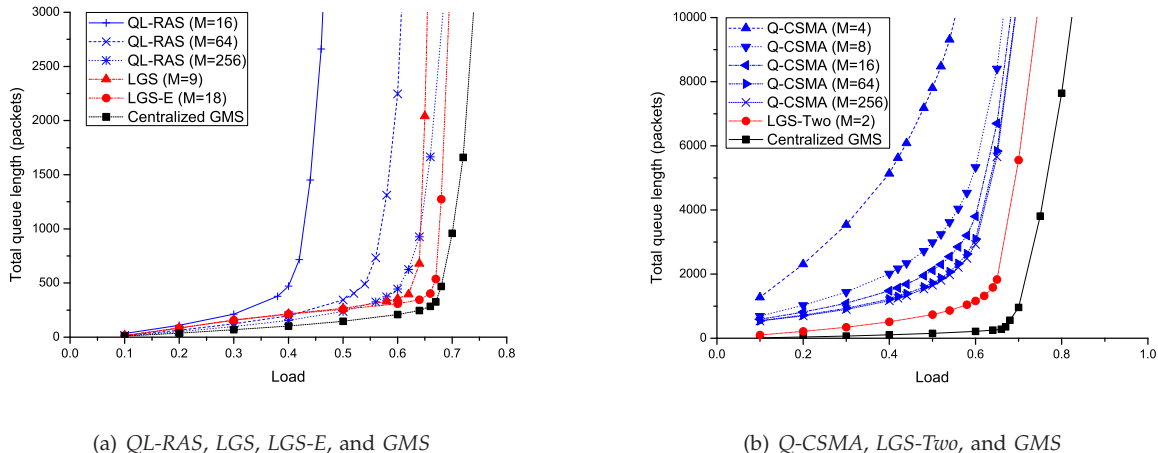 3000
2500
2000
1500
1000
500
0
0.0 0.1 0.2 0.3 0.4 0.5 0.6 0.7 0.8
Total queue length (packets)
Load
QL-RAS (M=16)
QL-RAS (M=64)
QL-RAS (M=256)
LGS (M=9)
LGS-E (M=18)
Centralized GMS
(a) QL-RAS, LGS, LGS-E, and GMS
10000
8000
6000
4000
2000
0
0.0 0.2 0.4 0.6 0.8 1.0
Total queue length (packets)
Load
Q-CSMA (M=4)
Q-CSMA (M=8)
Q-CSMA (M=16)
Q-CSMA (M=64)
Q-CSMA (M=256)
LGS-Two (M=2)
Centralized GMS
(b) Q-CSMA, LGS-Two, and GMS